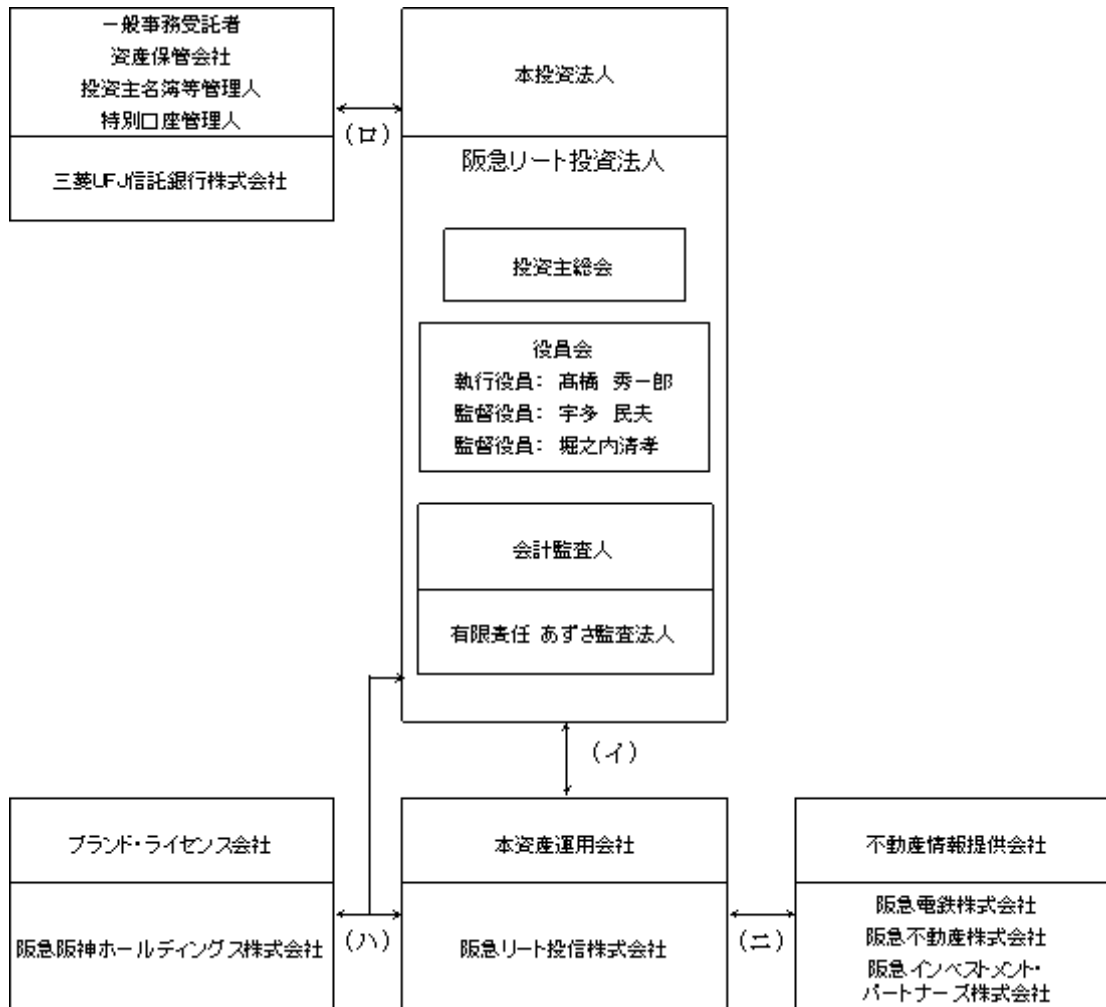 一般事務受託者
資産保管会社
投資主名簿等管理人
特別口座管理人
三菱UFJ信託銀行株式会社
(ロ)
本投資法人
阪急リート投資法人
投資主総会
役員会
執行役員: 髙橋 秀一郎
監督役員: 宇多 民夫
監督役員: 堀之内清孝
会計監査人
有限責任 あずさ監査法人
(イ)
ブランド・ライセンス会社
阪急阪神ホールディングス株式会社
(ハ)
本資産運用会社
阪急リート投信株式会社
(ニ)
不動産情報提供会社
阪急電鉄株式会社
阪急不動産株式会社
阪急インベストメント・
パートナーズ株式会社